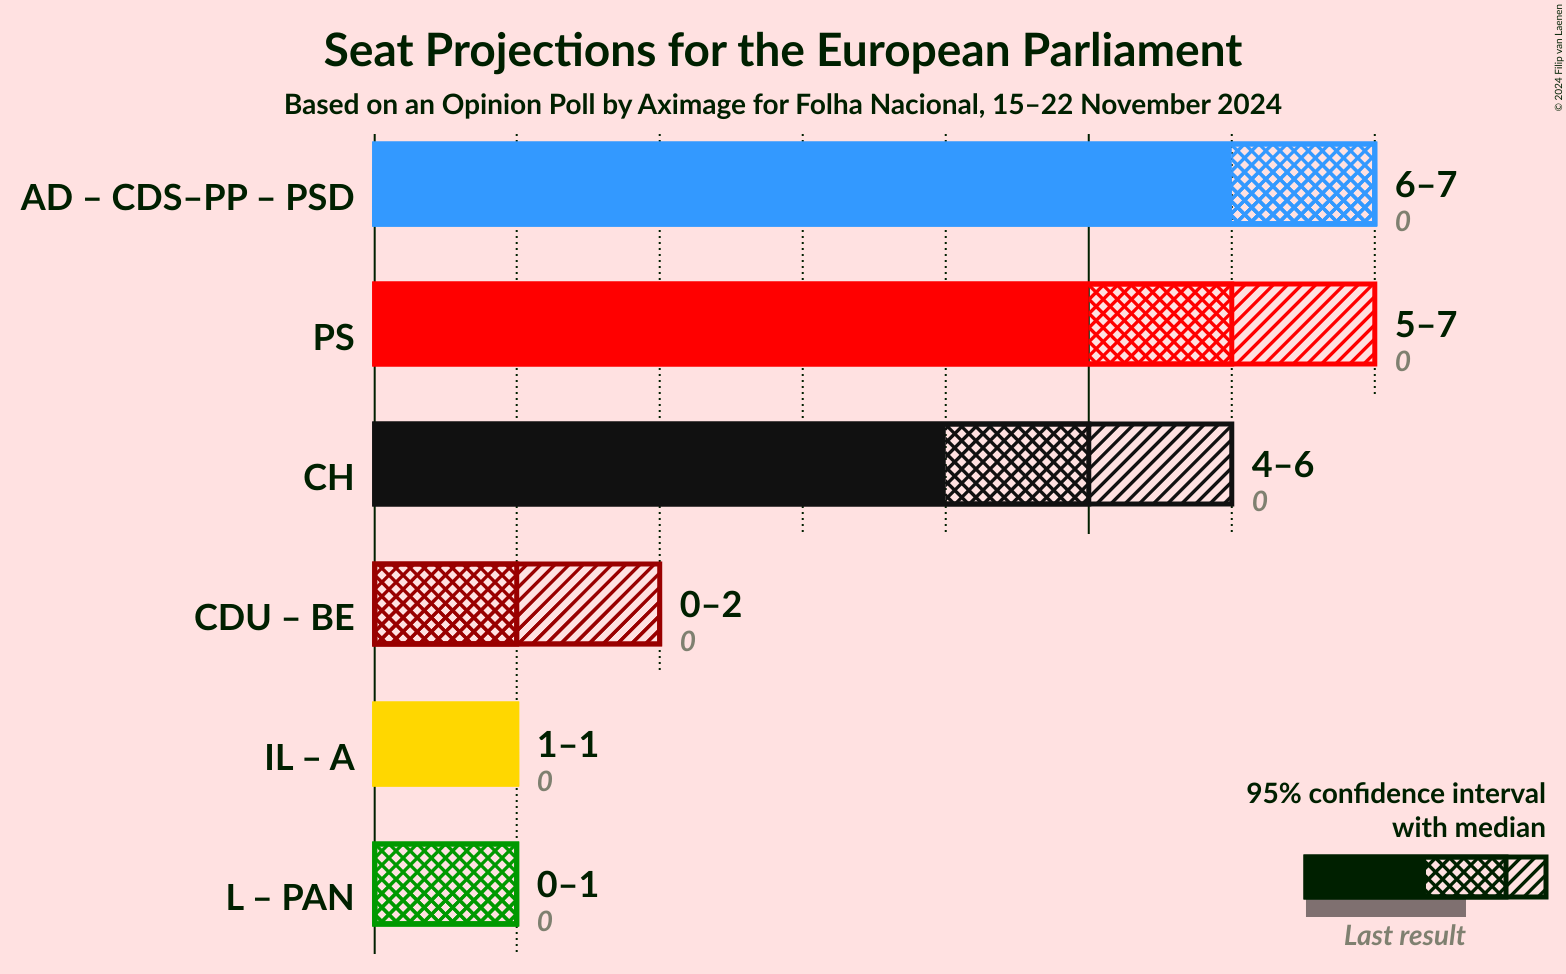 Seat Projections for the European Parliament
Based on an Opinion Poll by Aximage for Folha Nacional, 15–22 November 2024
© 2024 Filip van Laenen
AD – CDS–PP – PSD
6–7
0
PS
5–7
0
CH
4–6
0
CDU – BE
0–2
0
IL – A
1–1
0
L – PAN
0–1
0
95% confidence interval
with median
Last result